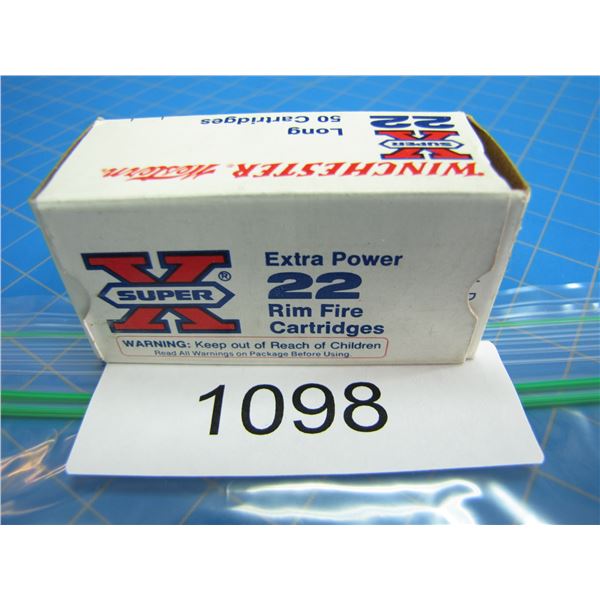 22
Long
50 Cartridges
X
SUPER
WINCHESTER® Western
X
SUPER
®
Extra Power
22
Rim Fire
Cartridges
WARNING: Keep out of Reach of Children
Read All Warnings on Package Before Using.
1098